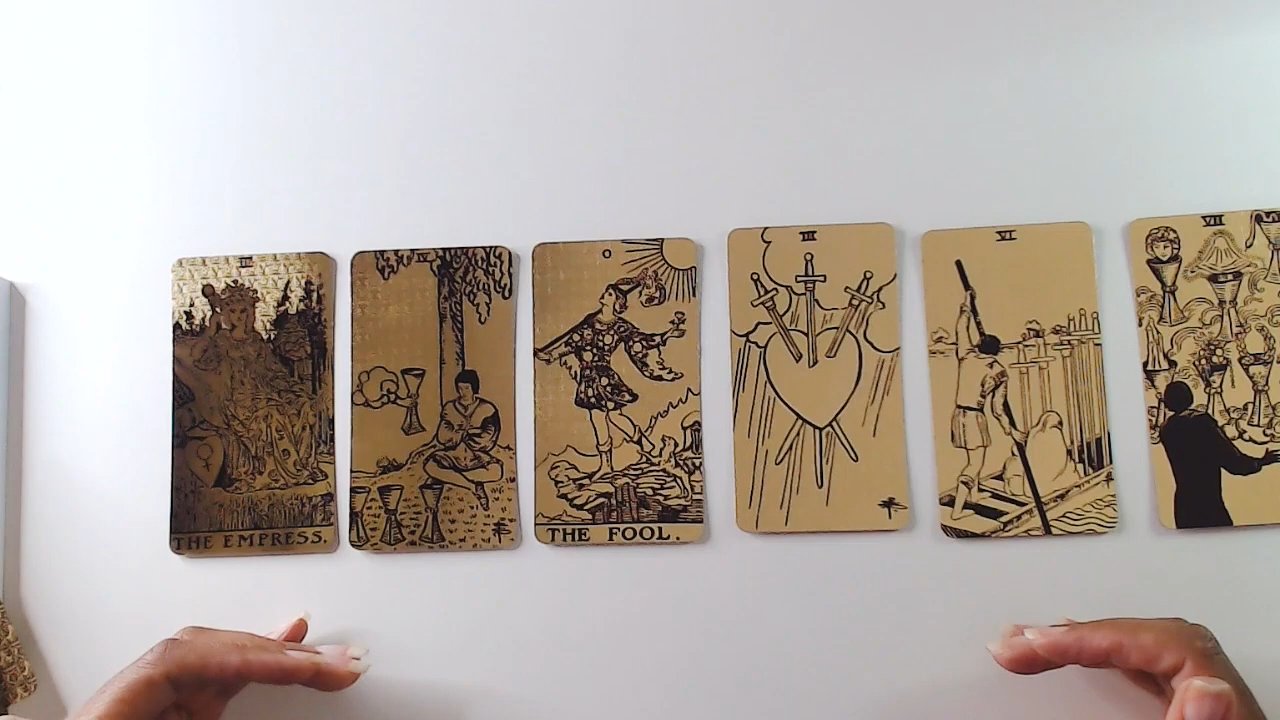 III
THE EMPRESS.
IV
0
THE FOOL.
III
VI
VII